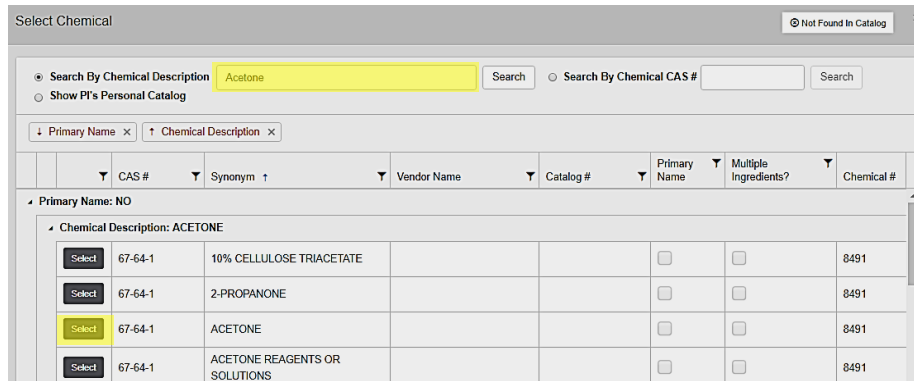 Select Chemical
Not Found In Catalog
Search By Chemical Description Acetone Search Search By Chemical CAS # Search
Show PI's Personal Catalog
↓ Primary Name × ↑ Chemical Description ×
CAS # Synonym ↑ Vendor Name Catalog # Primary Name Multiple Ingredients? Chemical #
Primary Name: NO
Chemical Description: ACETONE
Select 67-64-1 10% CELLULOSE TRIACETATE 8491
Select 67-64-1 2-PROPANONE 8491
Select 67-64-1 ACETONE 8491
Select 67-64-1 ACETONE REAGENTS OR SOLUTIONS 8491